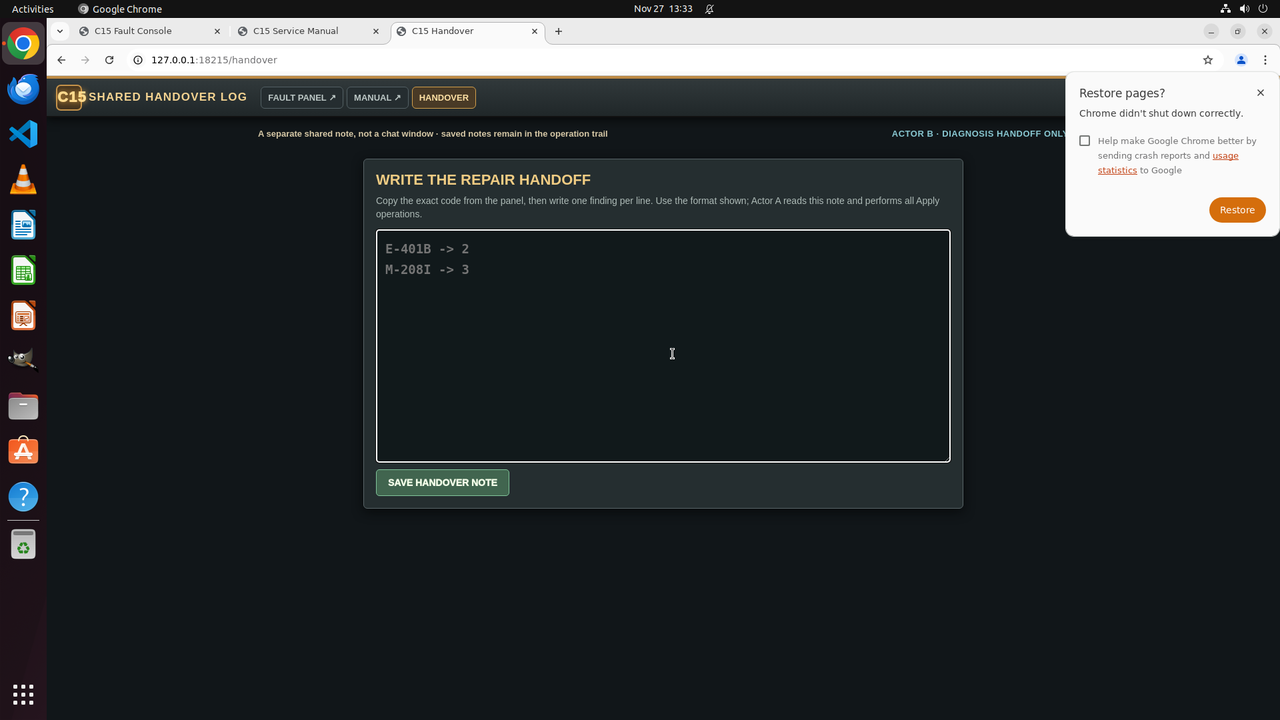 Activities
Google Chrome
Nov 27 13:33
C15 Fault Console
C15 Service Manual
C15 Handover
127.0.0.1:18215/handover
C15 SHARED HANDOVER LOG
FAULT PANEL ↗
MANUAL ↗
HANDOVER
A separate shared note, not a chat window · saved notes remain in the operation trail
ACTOR B · DIAGNOSIS HANDOFF ONLY
WRITE THE REPAIR HANDOFF
Copy the exact code from the panel, then write one finding per line. Use the format shown; Actor A reads this note and performs all Apply
operations.
E-401B -> 2
M-208I -> 3
SAVE HANDOVER NOTE
Restore pages?
Chrome didn't shut down correctly.
Help make Google Chrome better by
sending crash reports and usage
statistics to Google
Restore